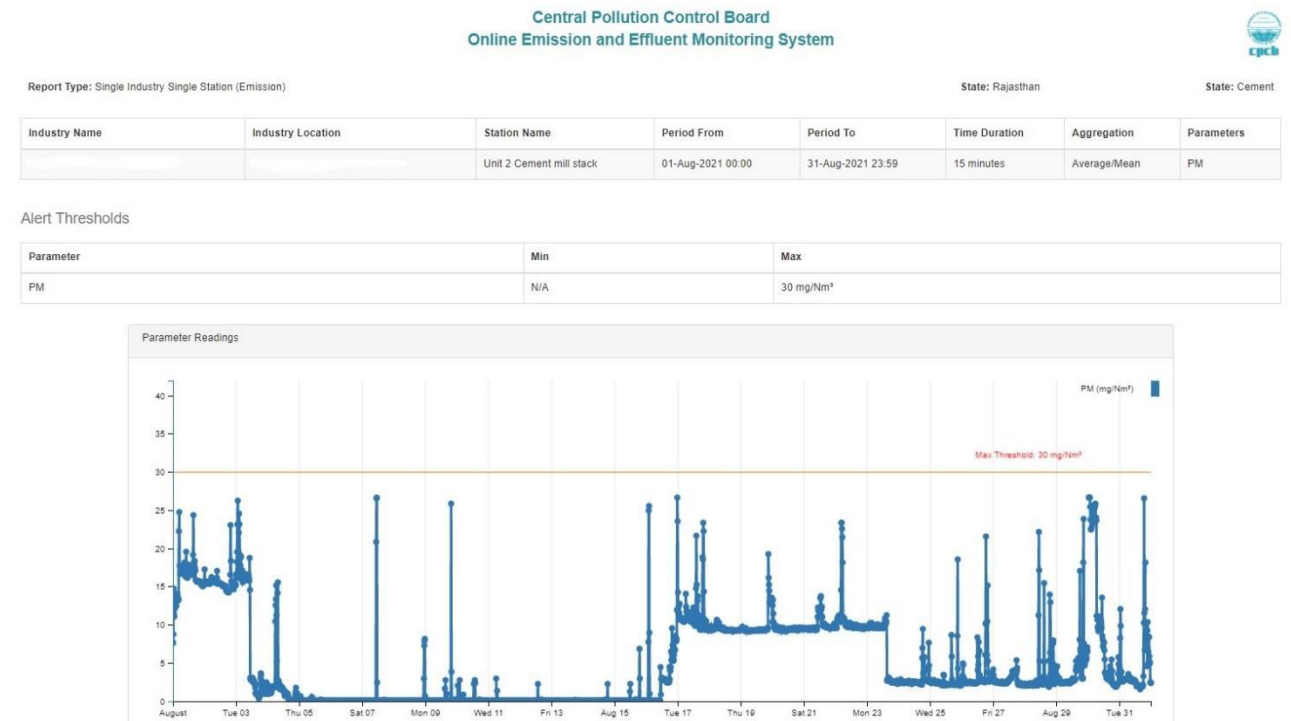 Central Pollution Control Board
Online Emission and Effluent Monitoring System
cpcb
Report Type: Single Industry Single Station (Emission) State: Rajasthan State: Cement
Industry Name Industry Location Station Name Period From Period To Time Duration Aggregation Parameters
Unit 2 Cement mill stack 01-Aug-2021 00:00 31-Aug-2021 23:59 15 minutes Average/Mean PM
Alert Thresholds
Parameter Min Max
PM N/A 30 mg/Nm³
Parameter Readings
PM (mg/Nm³)
40
35
Max Threshold: 30 mg/Nm³
30
25
20
15
10
5
0
August Tue 03 Thu 05 Sat 07 Mon 09 Wed 11 Fri 13 Aug 15 Tue 17 Thu 19 Sat 21 Mon 23 Wed 25 Fri 27 Aug 29 Tue 31